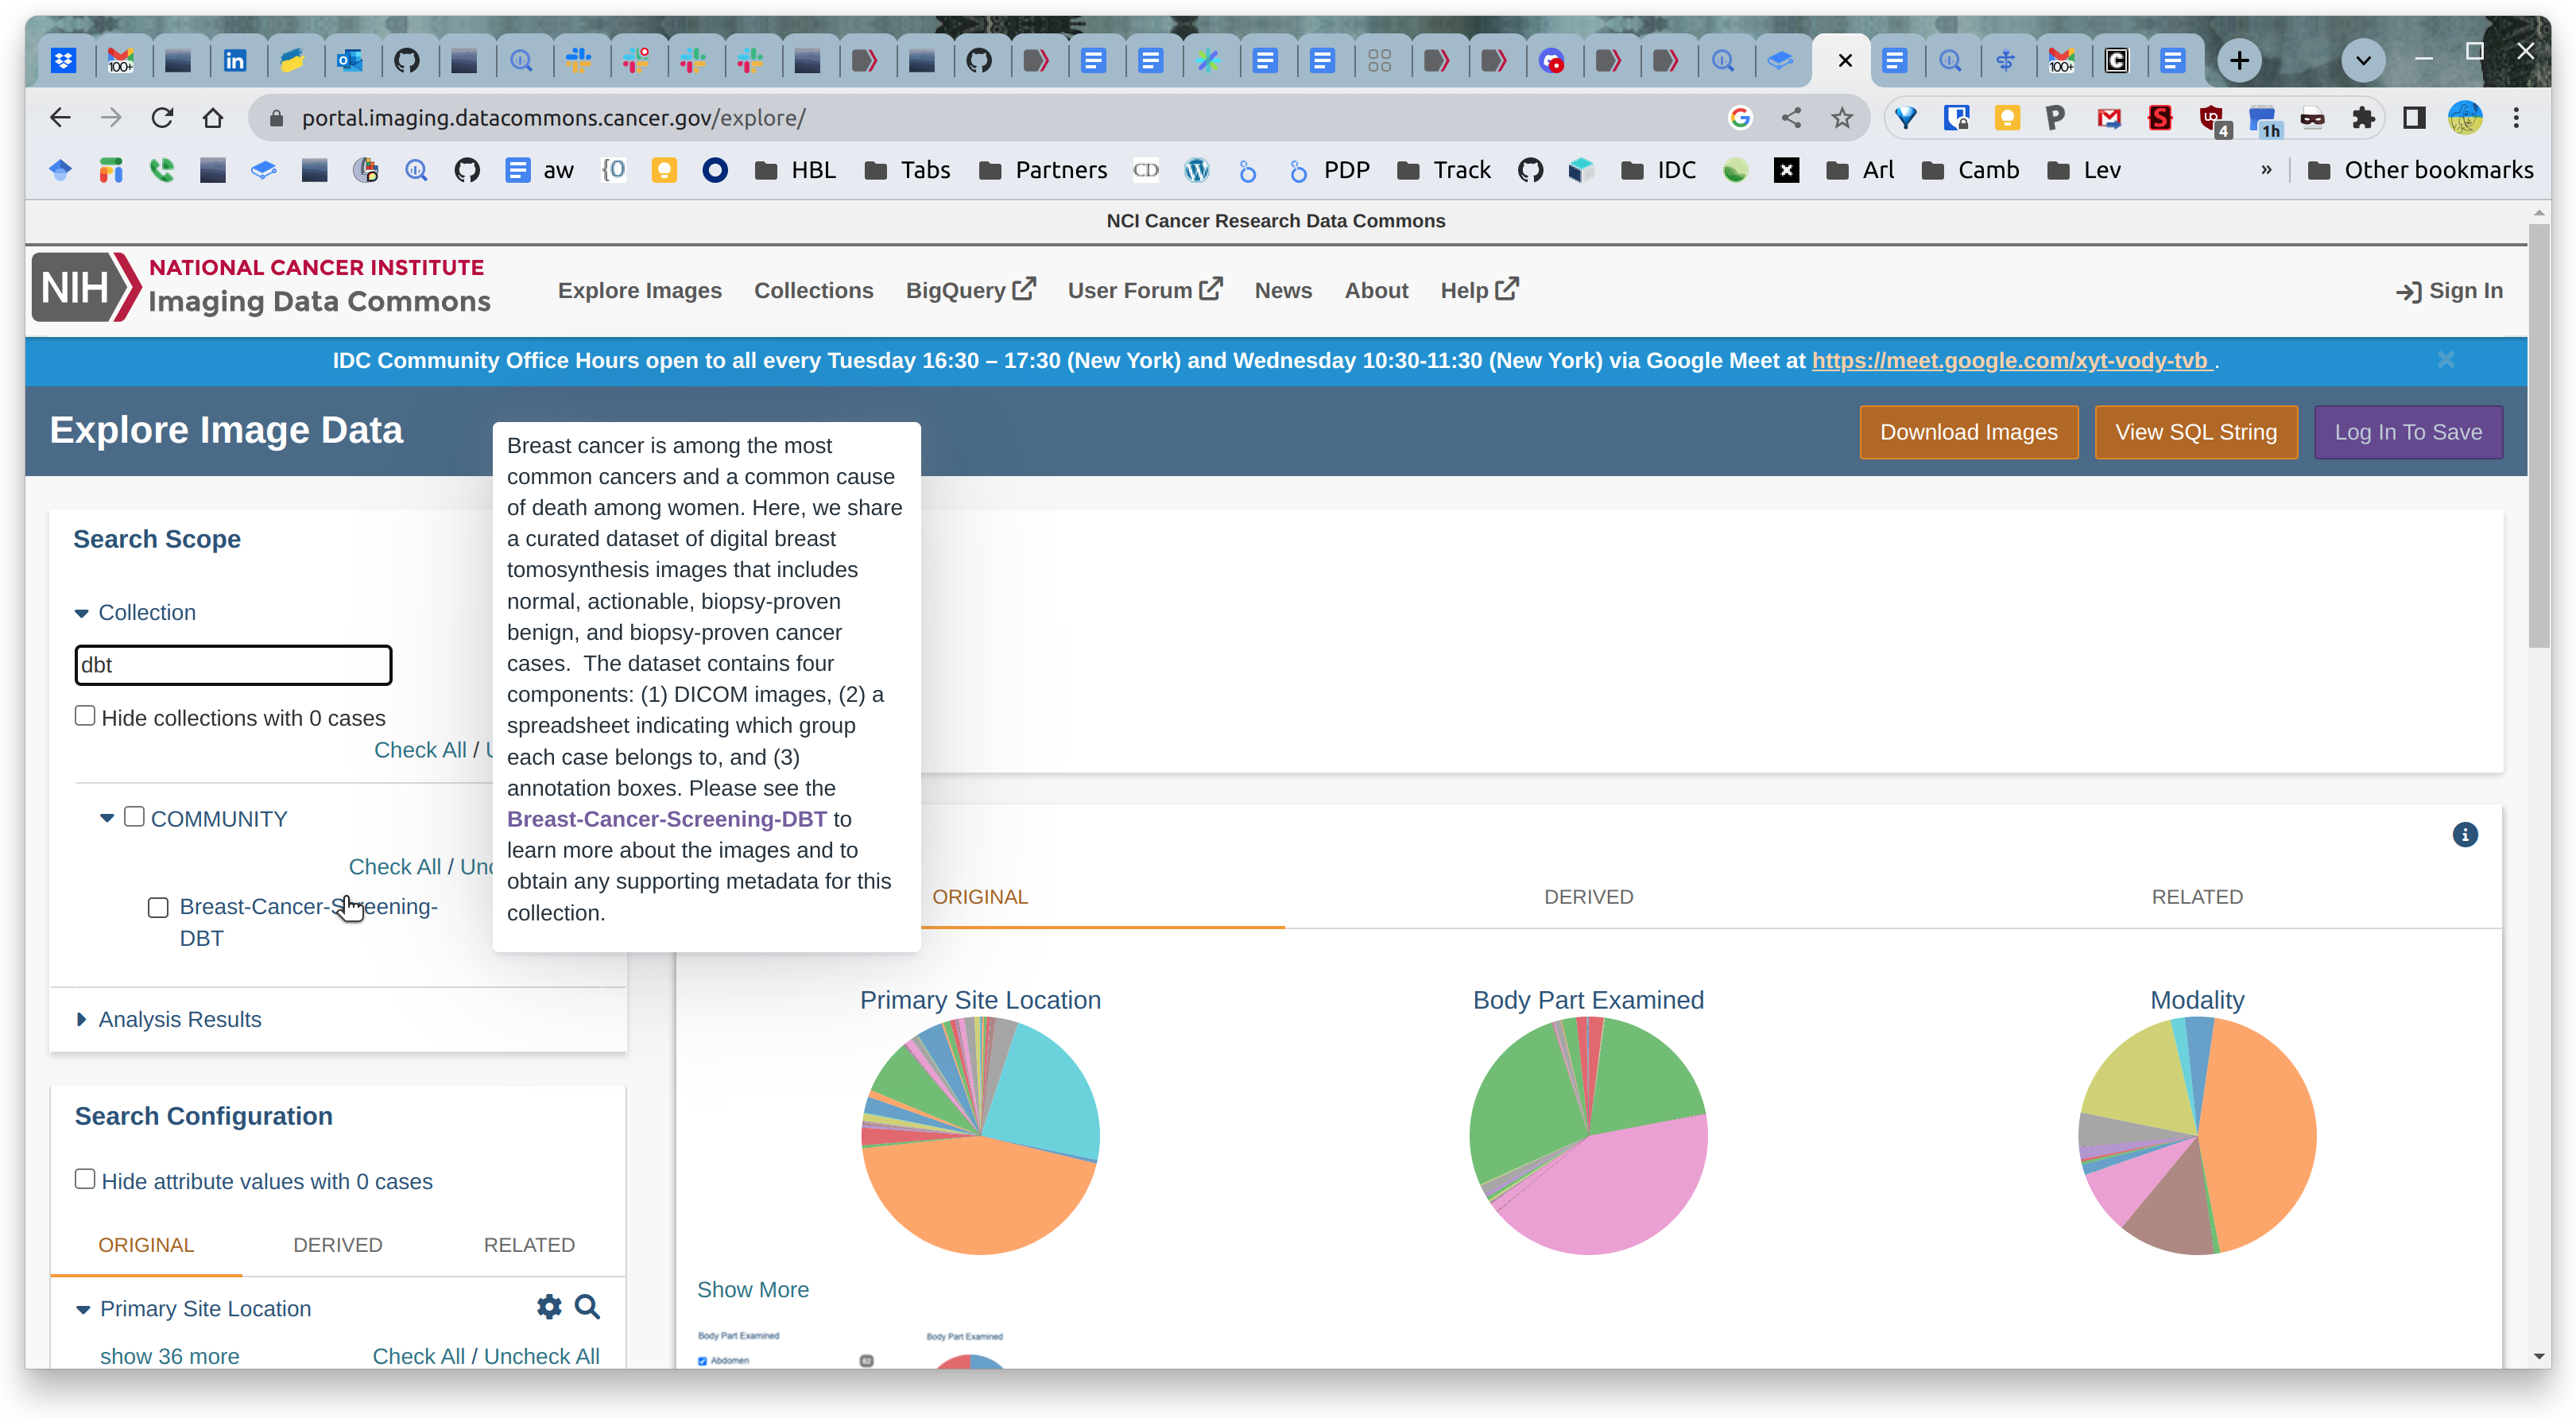 portal.imaging.datacommons.cancer.gov/explore/
4
1h
aw
HBL
Tabs
Partners
CD
PDP
Track
IDC
Arl
Camb
Lev
»
Other bookmarks
NCI Cancer Research Data Commons
NIH
NATIONAL CANCER INSTITUTE
Imaging Data Commons
Explore Images
Collections
BigQuery
User Forum
News
About
Help
Sign In
IDC Community Office Hours open to all every Tuesday 16:30 – 17:30 (New York) and Wednesday 10:30-11:30 (New York) via Google Meet at https://meet.google.com/xyt-vody-tvb .
Explore Image Data
Download Images
View SQL String
Log In To Save
Breast cancer is among the most
common cancers and a common cause
of death among women. Here, we share
a curated dataset of digital breast
tomosynthesis images that includes
normal, actionable, biopsy-proven
benign, and biopsy-proven cancer
cases.  The dataset contains four
components: (1) DICOM images, (2) a
spreadsheet indicating which group
each case belongs to, and (3)
annotation boxes. Please see the
Breast-Cancer-Screening-DBT to
learn more about the images and to
obtain any supporting metadata for this
collection.
Search Scope
Collection
dbt
Hide collections with 0 cases
Check All /
COMMUNITY
Check All /
Breast-Cancer-Screening-
DBT
Analysis Results
Search Configuration
Hide attribute values with 0 cases
ORIGINAL
DERIVED
RELATED
Primary Site Location
show 36 more
Check All / Uncheck All
ORIGINAL
DERIVED
RELATED
Primary Site Location
Body Part Examined
Modality
Show More
Body Part Examined
Body Part Examined
Abdomen